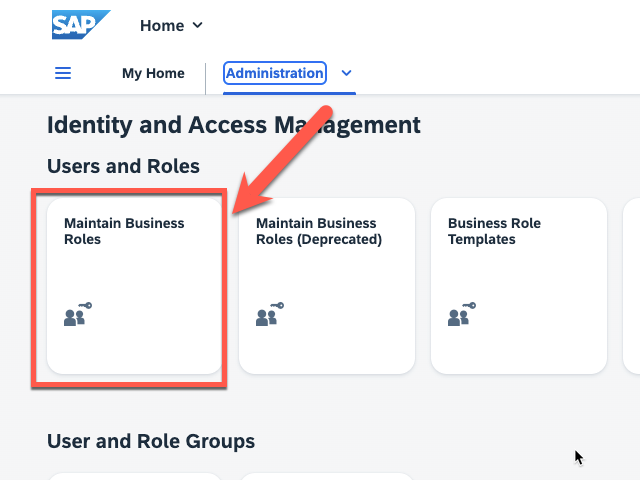 SAP
Home
My Home
Administration
Identity and Access Management
Users and Roles
Maintain Business
Roles
Maintain Business
Roles (Deprecated)
Business Role
Templates
User and Role Groups